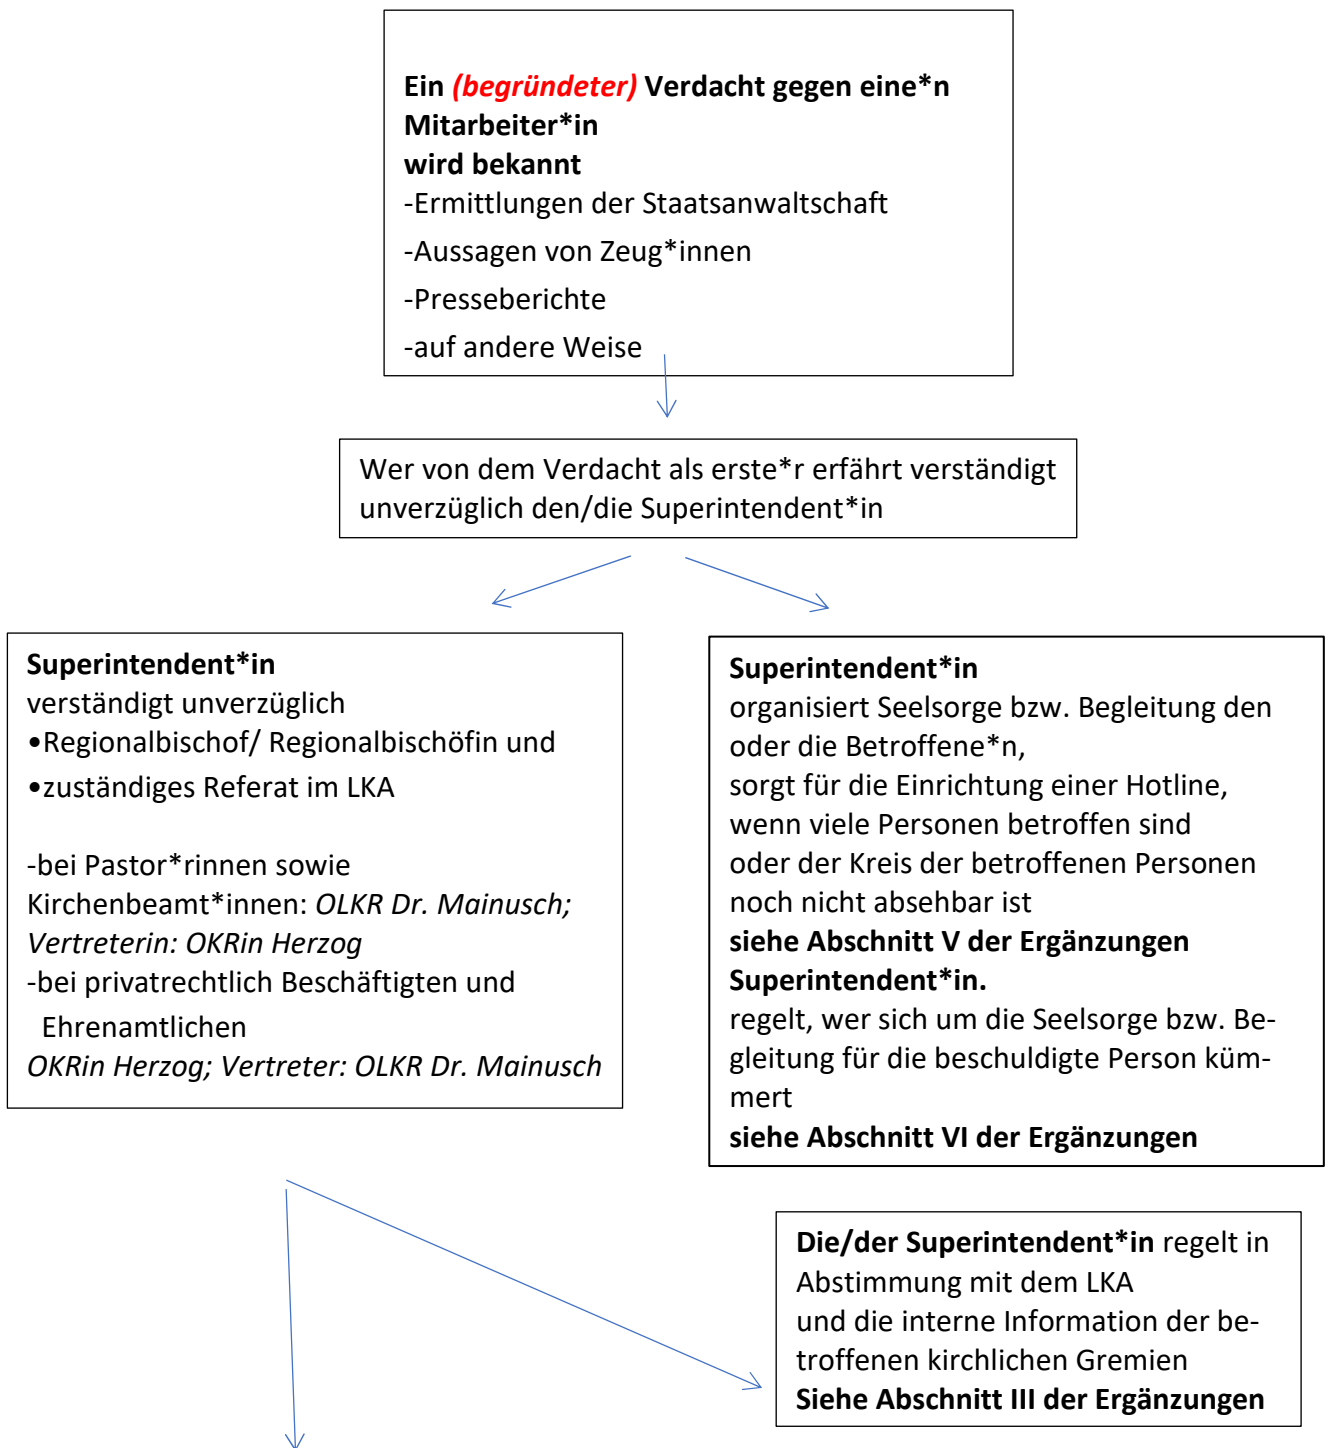 Ein (begründeter) Verdacht gegen eine*n
Mitarbeiter*in
wird bekannt
-Ermittlungen der Staatsanwaltschaft
-Aussagen von Zeug*innen
-Presseberichte
-auf andere Weise
Wer von dem Verdacht als erste*r erfährt verständigt
unverzüglich den/die Superintendent*in
Superintendent*in
verständigt unverzüglich
•Regionalbischof/ Regionalbischöfin und
•zuständiges Referat im LKA
-bei Pastor*rinnen sowie
Kirchenbeamt*innen: OLKR Dr. Mainusch;
Vertreterin: OKRin Herzog
-bei privatrechtlich Beschäftigten und
Ehrenamtlichen
OKRin Herzog; Vertreter: OLKR Dr. Mainusch
Superintendent*in
organisiert Seelsorge bzw. Begleitung den
oder die Betroffene*n,
sorgt für die Einrichtung einer Hotline,
wenn viele Personen betroffen sind
oder der Kreis der betroffenen Personen
noch nicht absehbar ist
siehe Abschnitt V der Ergänzungen
Superintendent*in.
regelt, wer sich um die Seelsorge bzw. Be-
gleitung für die beschuldigte Person küm-
mert
siehe Abschnitt VI der Ergänzungen
Die/der Superintendent*in regelt in
Abstimmung mit dem LKA
und die interne Information der be-
troffenen kirchlichen Gremien
Siehe Abschnitt III der Ergänzungen